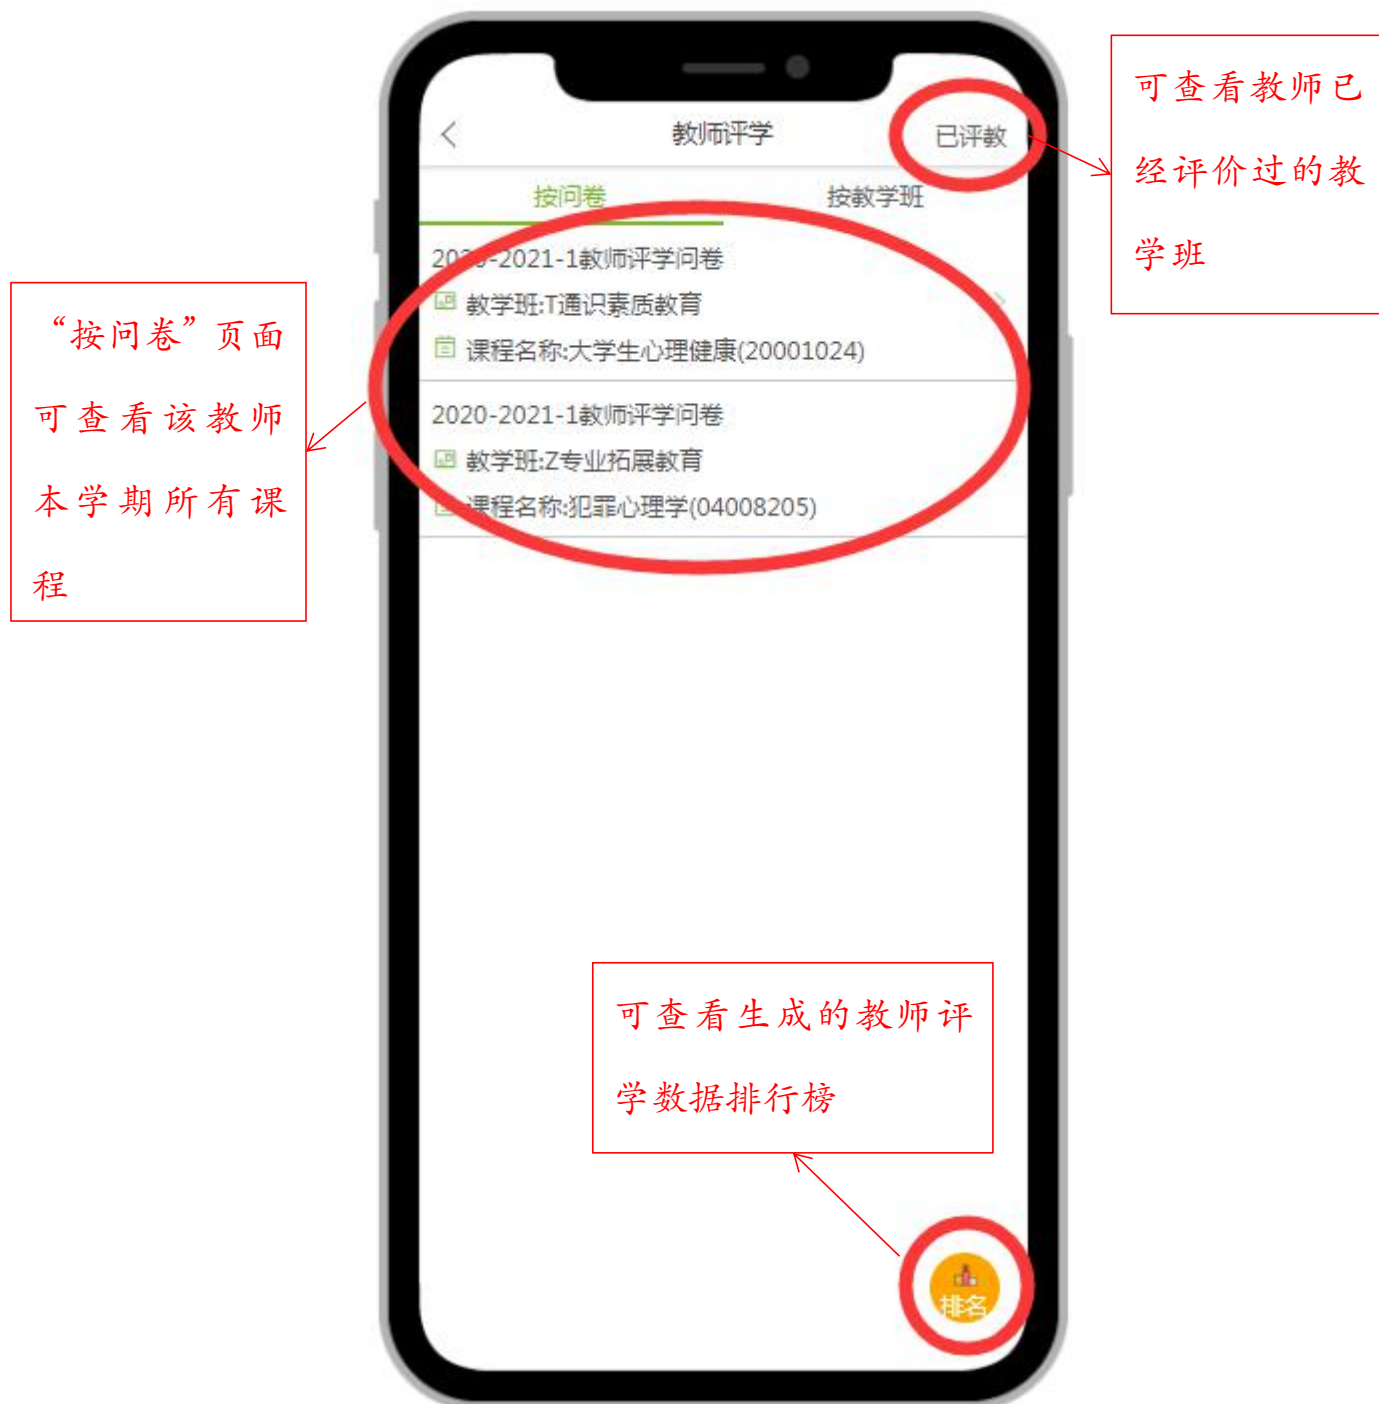 教师评学
已评教
按问卷
按教学班
2020-2021-1教师评学问卷
教学班:T通识素质教育
课程名称:大学生心理健康(20001024)
2020-2021-1教师评学问卷
教学班:Z专业拓展教育
课程名称:犯罪心理学(04008205)
可查看教师已
经评价过的教
学班
“按问卷”页面
可查看该教师
本学期所有课
程
可查看生成的教师评
学数据排行榜
排名